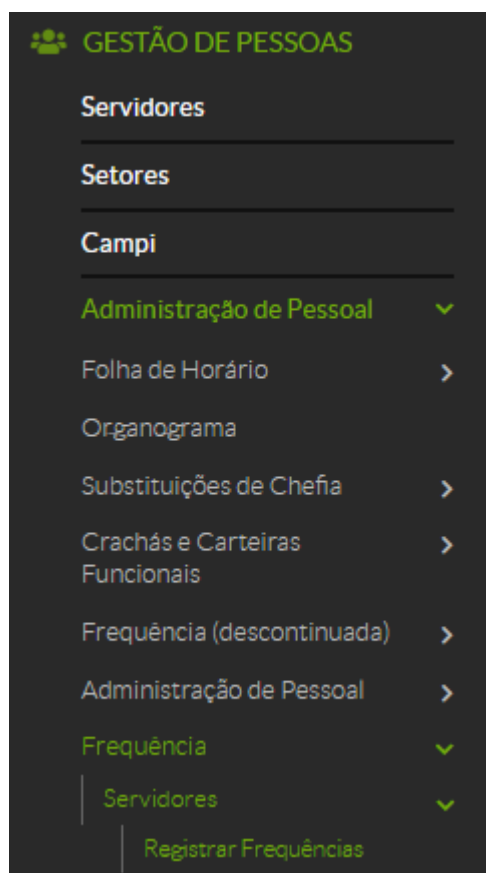 GESTÃO DE PESSOAS
Servidores
Setores
Campi
Administração de Pessoal
Folha de Horário
Organograma
Substituições de Chefia
Crachás e Carteiras
Funcionais
Frequência (descontinuada)
Administração de Pessoal
Frequência
Servidores
Registrar Frequências